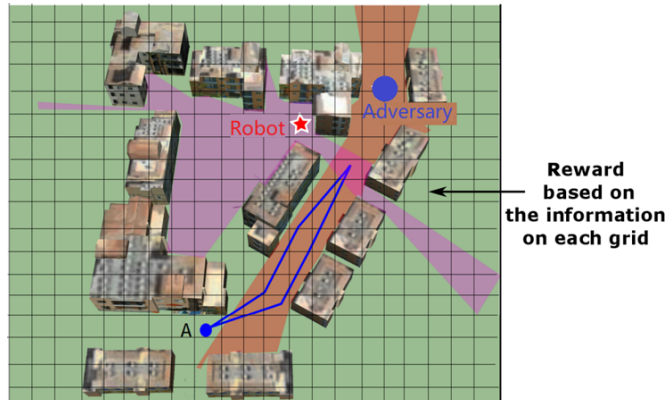 Adversary
Robot
Reward
based on
the information
on each grid
A